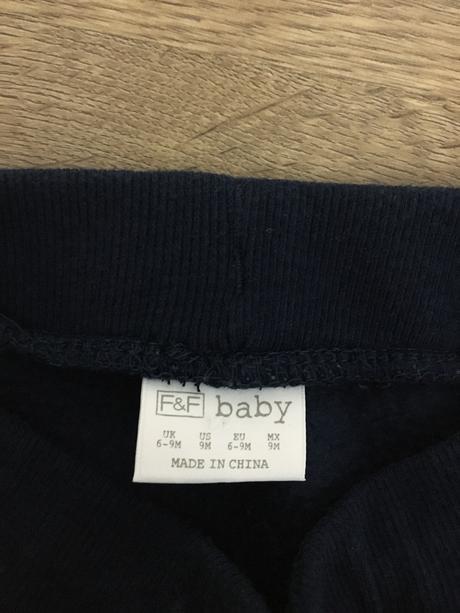 F&F baby
UK US EU MX
6-9M 9M 6-9M 9M
MADE IN CHINA